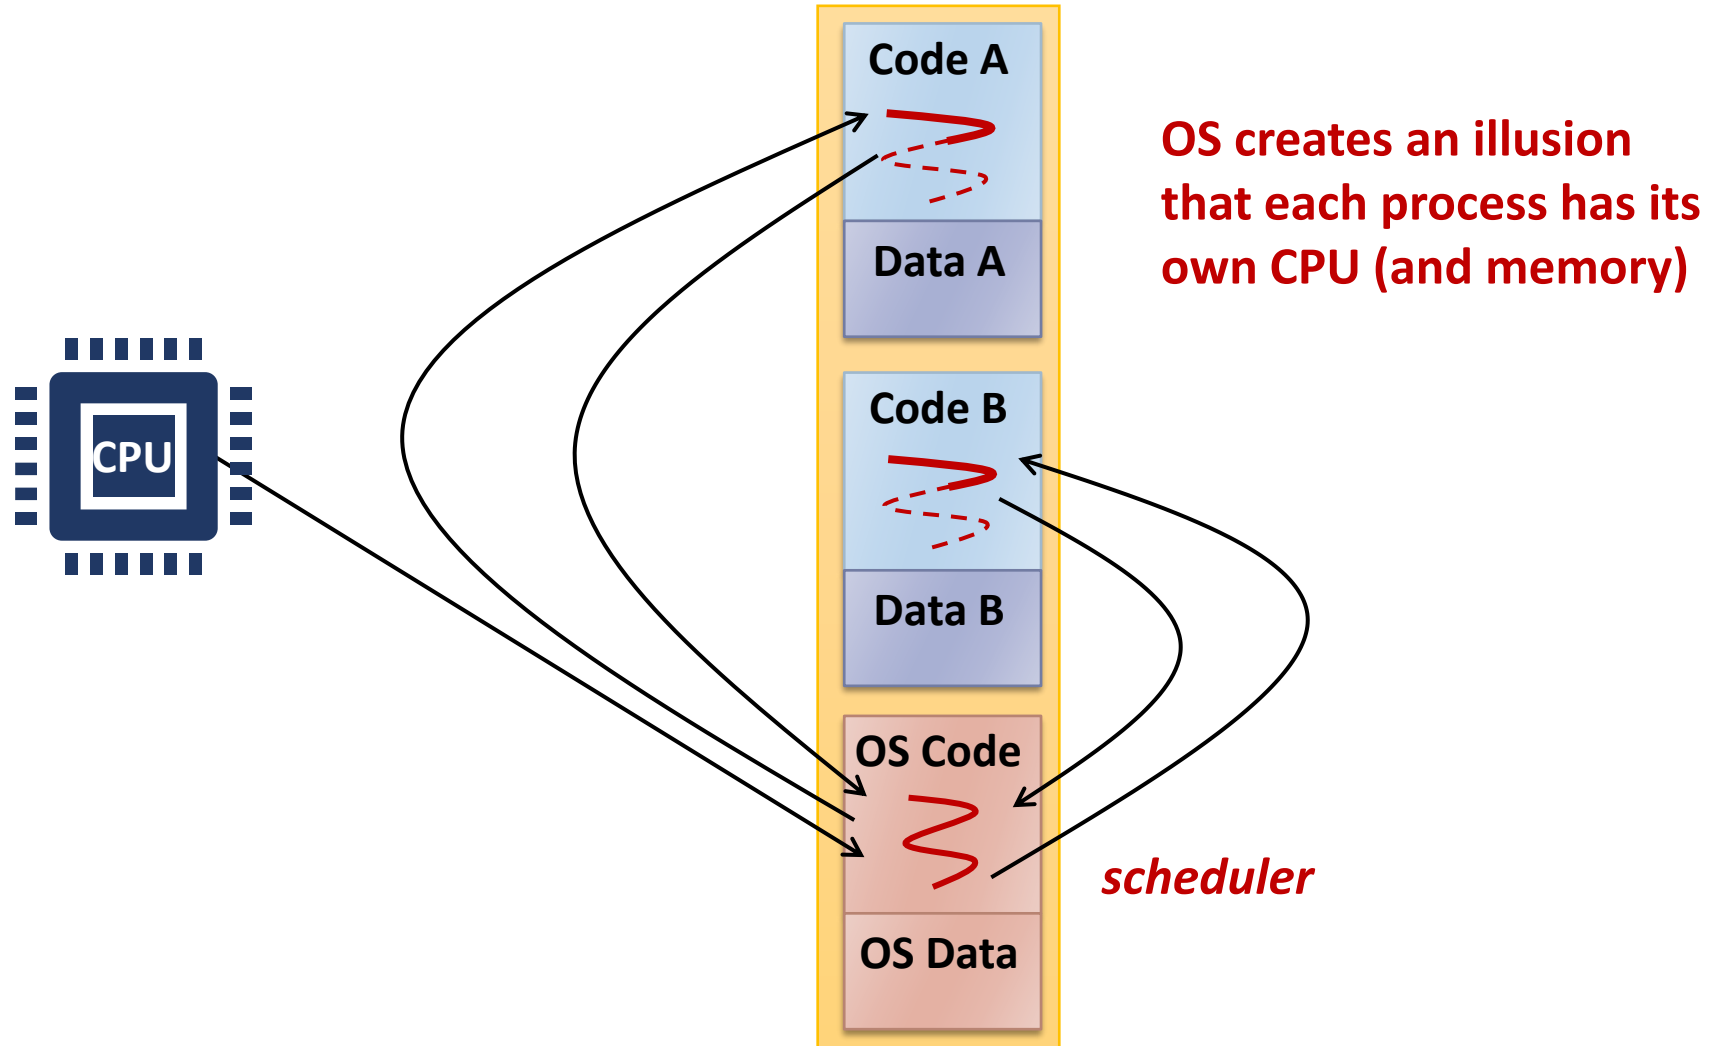 Code A
OS creates an illusion
that each process has its
own CPU (and memory)
Data A
Code B
CPU
Data B
OS Code
scheduler
OS Data